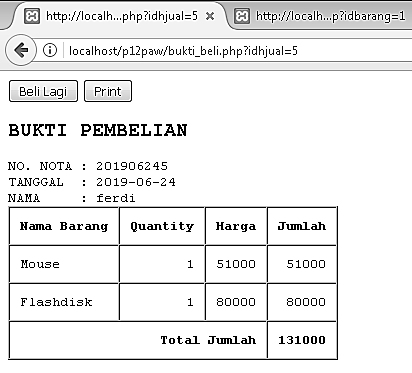 http://localh...php?idhjual=5 × http://localh...p?idbarang=1
localhost/p12paw/bukti_beli.php?idhjual=5
Beli Lagi Print
BUKTI PEMBELIAN
NO. NOTA : 201906245
TANGGAL : 2019-06-24
NAMA : ferdi
Nama Barang Quantity Harga Jumlah
Mouse 1 51000 51000
Flashdisk 1 80000 80000
Total Jumlah 131000